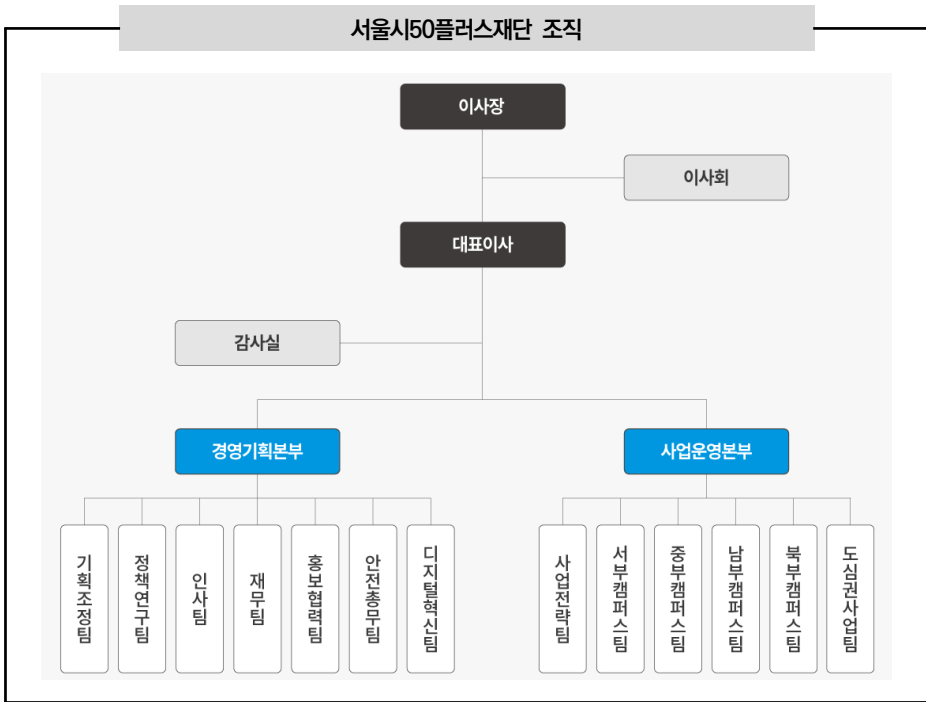 서울시50플러스재단 조직
이사장
이사회
대표이사
감사실
경영기획본부
사업운영본부
기획조정팀
정책연구팀
인사팀
재무팀
홍보협력팀
안전총무팀
디지털혁신팀
사업전략팀
서부캠퍼스팀
중부캠퍼스팀
남부캠퍼스팀
북부캠퍼스팀
도심권사업팀